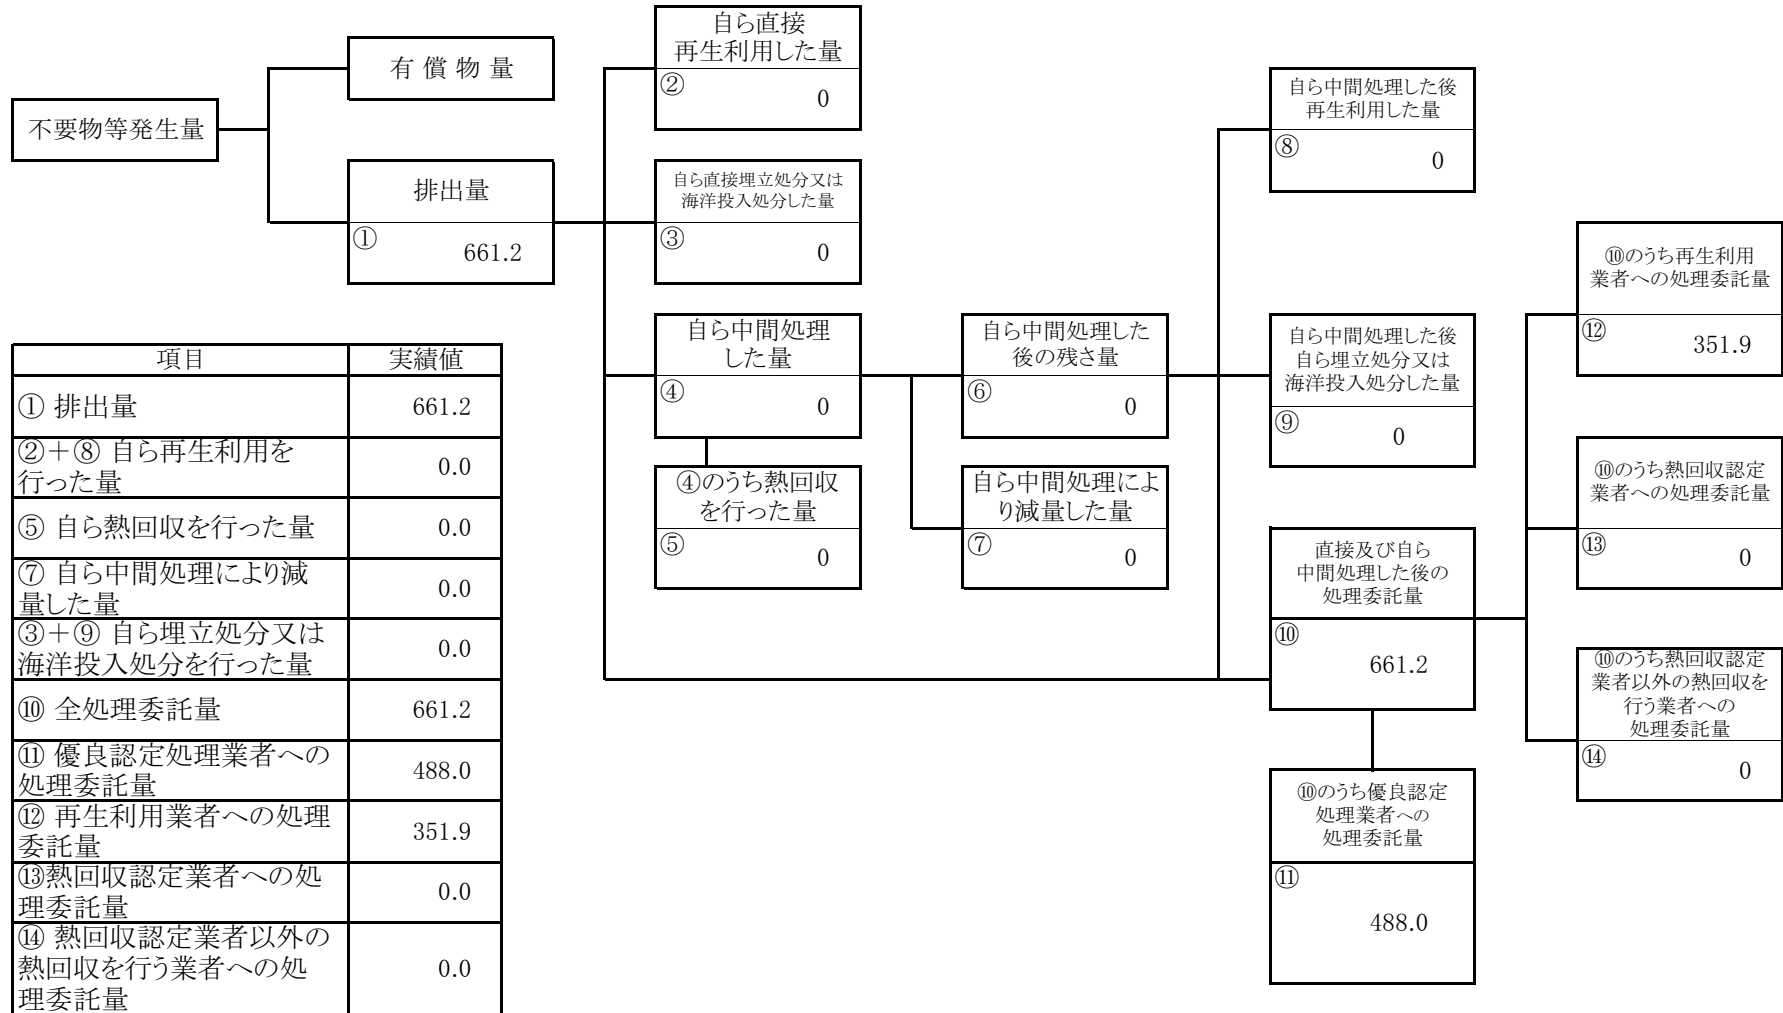 不要物等発生量
有 償 物 量
排出量
①
661.2
自ら直接
再生利用した量
②
0
自ら直接埋立処分又は
海洋投入処分した量
③
0
自ら中間処理
した量
④
0
④のうち熱回収
を行った量
⑤
0
自ら中間処理した
後の残さ量
⑥
0
自ら中間処理によ
り減量した量
⑦
0
自ら中間処理した後
再生利用した量
⑧
0
自ら中間処理した後
自ら埋立処分又は
海洋投入処分した量
⑨
0
直接及び自ら
中間処理した後の
処理委託量
⑩
661.2
⑩のうち優良認定
処理業者への
処理委託量
⑪
488.0
⑩のうち再生利用
業者への処理委託量
⑫
351.9
⑩のうち熱回収認定
業者への処理委託量
⑬
0
⑩のうち熱回収認定
業者以外の熱回収を
行う業者への
処理委託量
⑭
0
項目 実績値
① 排出量 661.2
②＋⑧ 自ら再生利用を
行った量 0.0
⑤ 自ら熱回収を行った量 0.0
⑦ 自ら中間処理により減
量した量 0.0
③＋⑨ 自ら埋立処分又は
海洋投入処分を行った量 0.0
⑩ 全処理委託量 661.2
⑪ 優良認定処理業者への
処理委託量 488.0
⑫ 再生利用業者への処理
委託量 351.9
⑬熱回収認定業者への処
理委託量 0.0
⑭ 熱回収認定業者以外の
熱回収を行う業者への処
理委託量 0.0